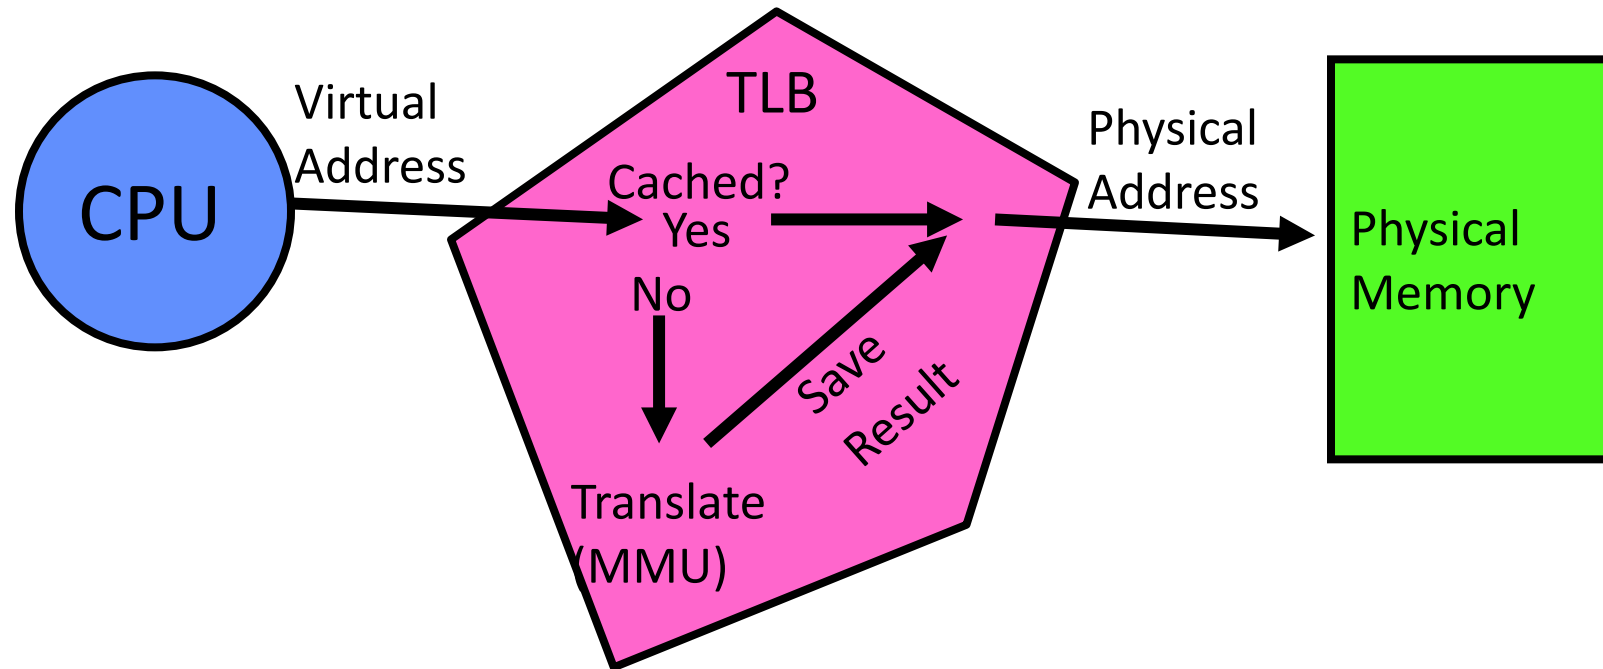 CPU
Virtual
Address
TLB
Cached?
Yes
No
Save
Result
Translate
(MMU)
Physical
Address
Physical
Memory